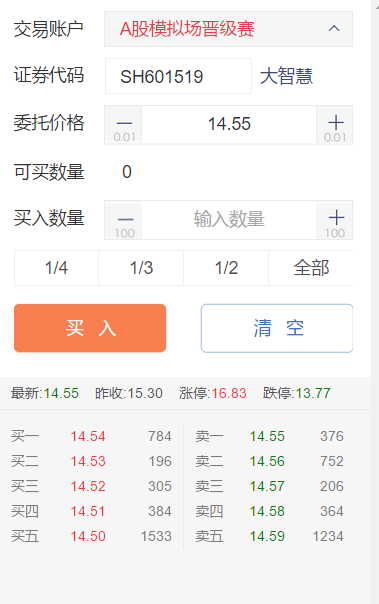 交易账户 A股模拟场晋级赛
证券代码 SH601519 大智慧
委托价格 — 14.55 +
0.01 0.01
可买数量 0
买入数量 — 输入数量 +
100 100
1/4 1/3 1/2 全部
买 入 清 空
最新:14.55 昨收:15.30 涨停:16.83 跌停:13.77
买一 14.54 784 卖一 14.55 376
买二 14.53 196 卖二 14.56 752
买三 14.52 305 卖三 14.57 206
买四 14.51 384 卖四 14.58 364
买五 14.50 1533 卖五 14.59 1234